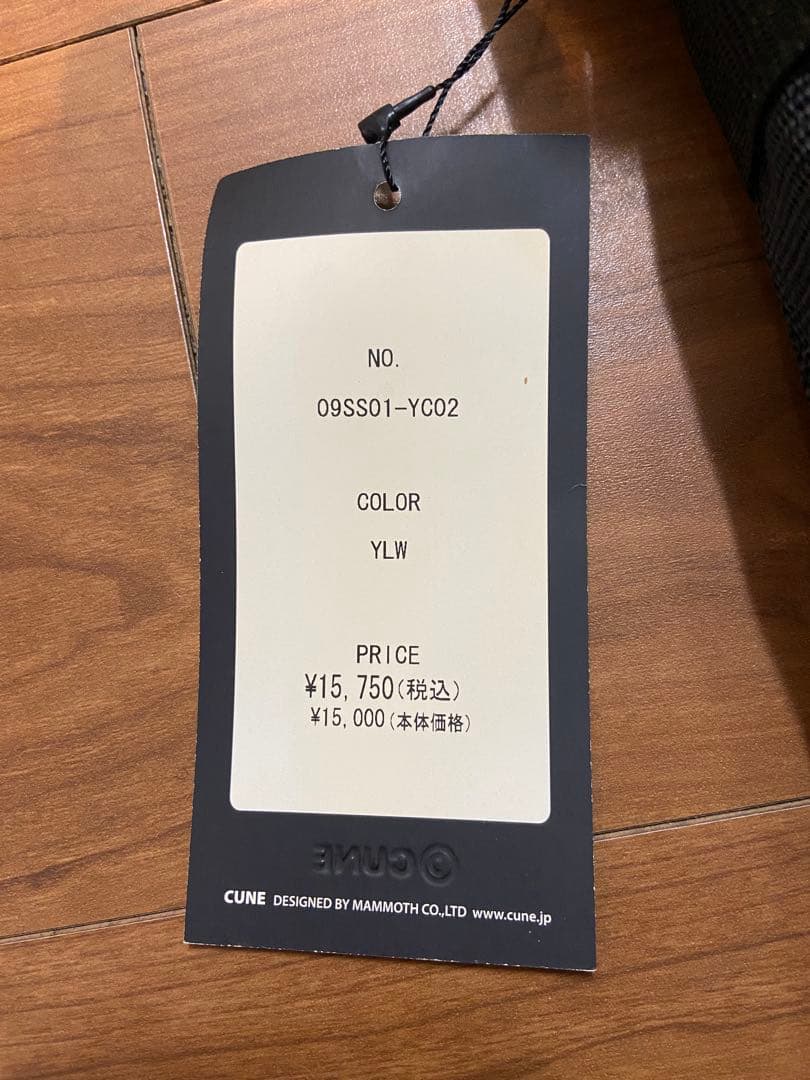 NO.
09SS01-YC02
COLOR
YLW
PRICE
¥15,750(税込)
¥15,000(本体価格)
CUNE
CUNE DESIGNED BY MAMMOTH CO.,LTD www.cune.jp